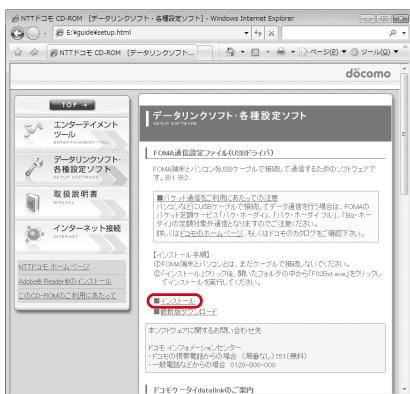 NTTドコモ CD-ROM [データリンクソフト・各種設定ソフト] - Windows Internet Explorer
E:¥guide¥setup.html
NTTドコモ CD-ROM [データリンクソフト...
ページ(P)
ツール(O)
döcomo
TOP
エンターテイメント
ツール
ENTERTAINMENT TOOL
データリンクソフト・
各種設定ソフト
SETUP SOFTWARE
取扱説明書
MANUAL
インターネット接続
INTERNET
NTTドコモ ホームページ
Adobe® Reader®のインストール
このCD-ROMのご利用にあたって
データリンクソフト・各種設定ソフト
SETUP SOFTWARE
FOMA通信設定ファイル(USBドライバ)
FOMA端末とパソコンをUSBケーブルで接続して通信するためのソフトウェアで
す。※1 ※2
■パケット通信をご利用にあたっての注意
パソコンなどにUSBケーブルで接続してデータ通信を行う場合は、FOMAの
パケット定額サービス「パケ・ホーダイ」、「パケ・ホーダイ フル」、「Biz・ホー
ダイ」の定額対象外通信となりますのでご注意ください。
詳しくはドコモのホームページ、もしくはドコモのカタログをご確認下さい。
【インストール手順】
①FOMA端末とパソコンとは、まだケーブルで接続しないでください。
②「インストール」クリック後、開いたフォルダの中から「F02Bst.exe」をクリックし
てインストールを実行してください。
■インストール
■最新版ダウンロード
本ソフトウェアに関するお問い合わせ先
ドコモ インフォメーションセンター
・ドコモの携帯電話からの場合 (局番なし)151(無料)
・一般電話などからの場合 0120-800-000
ドコモケータイdatalinkのご案内